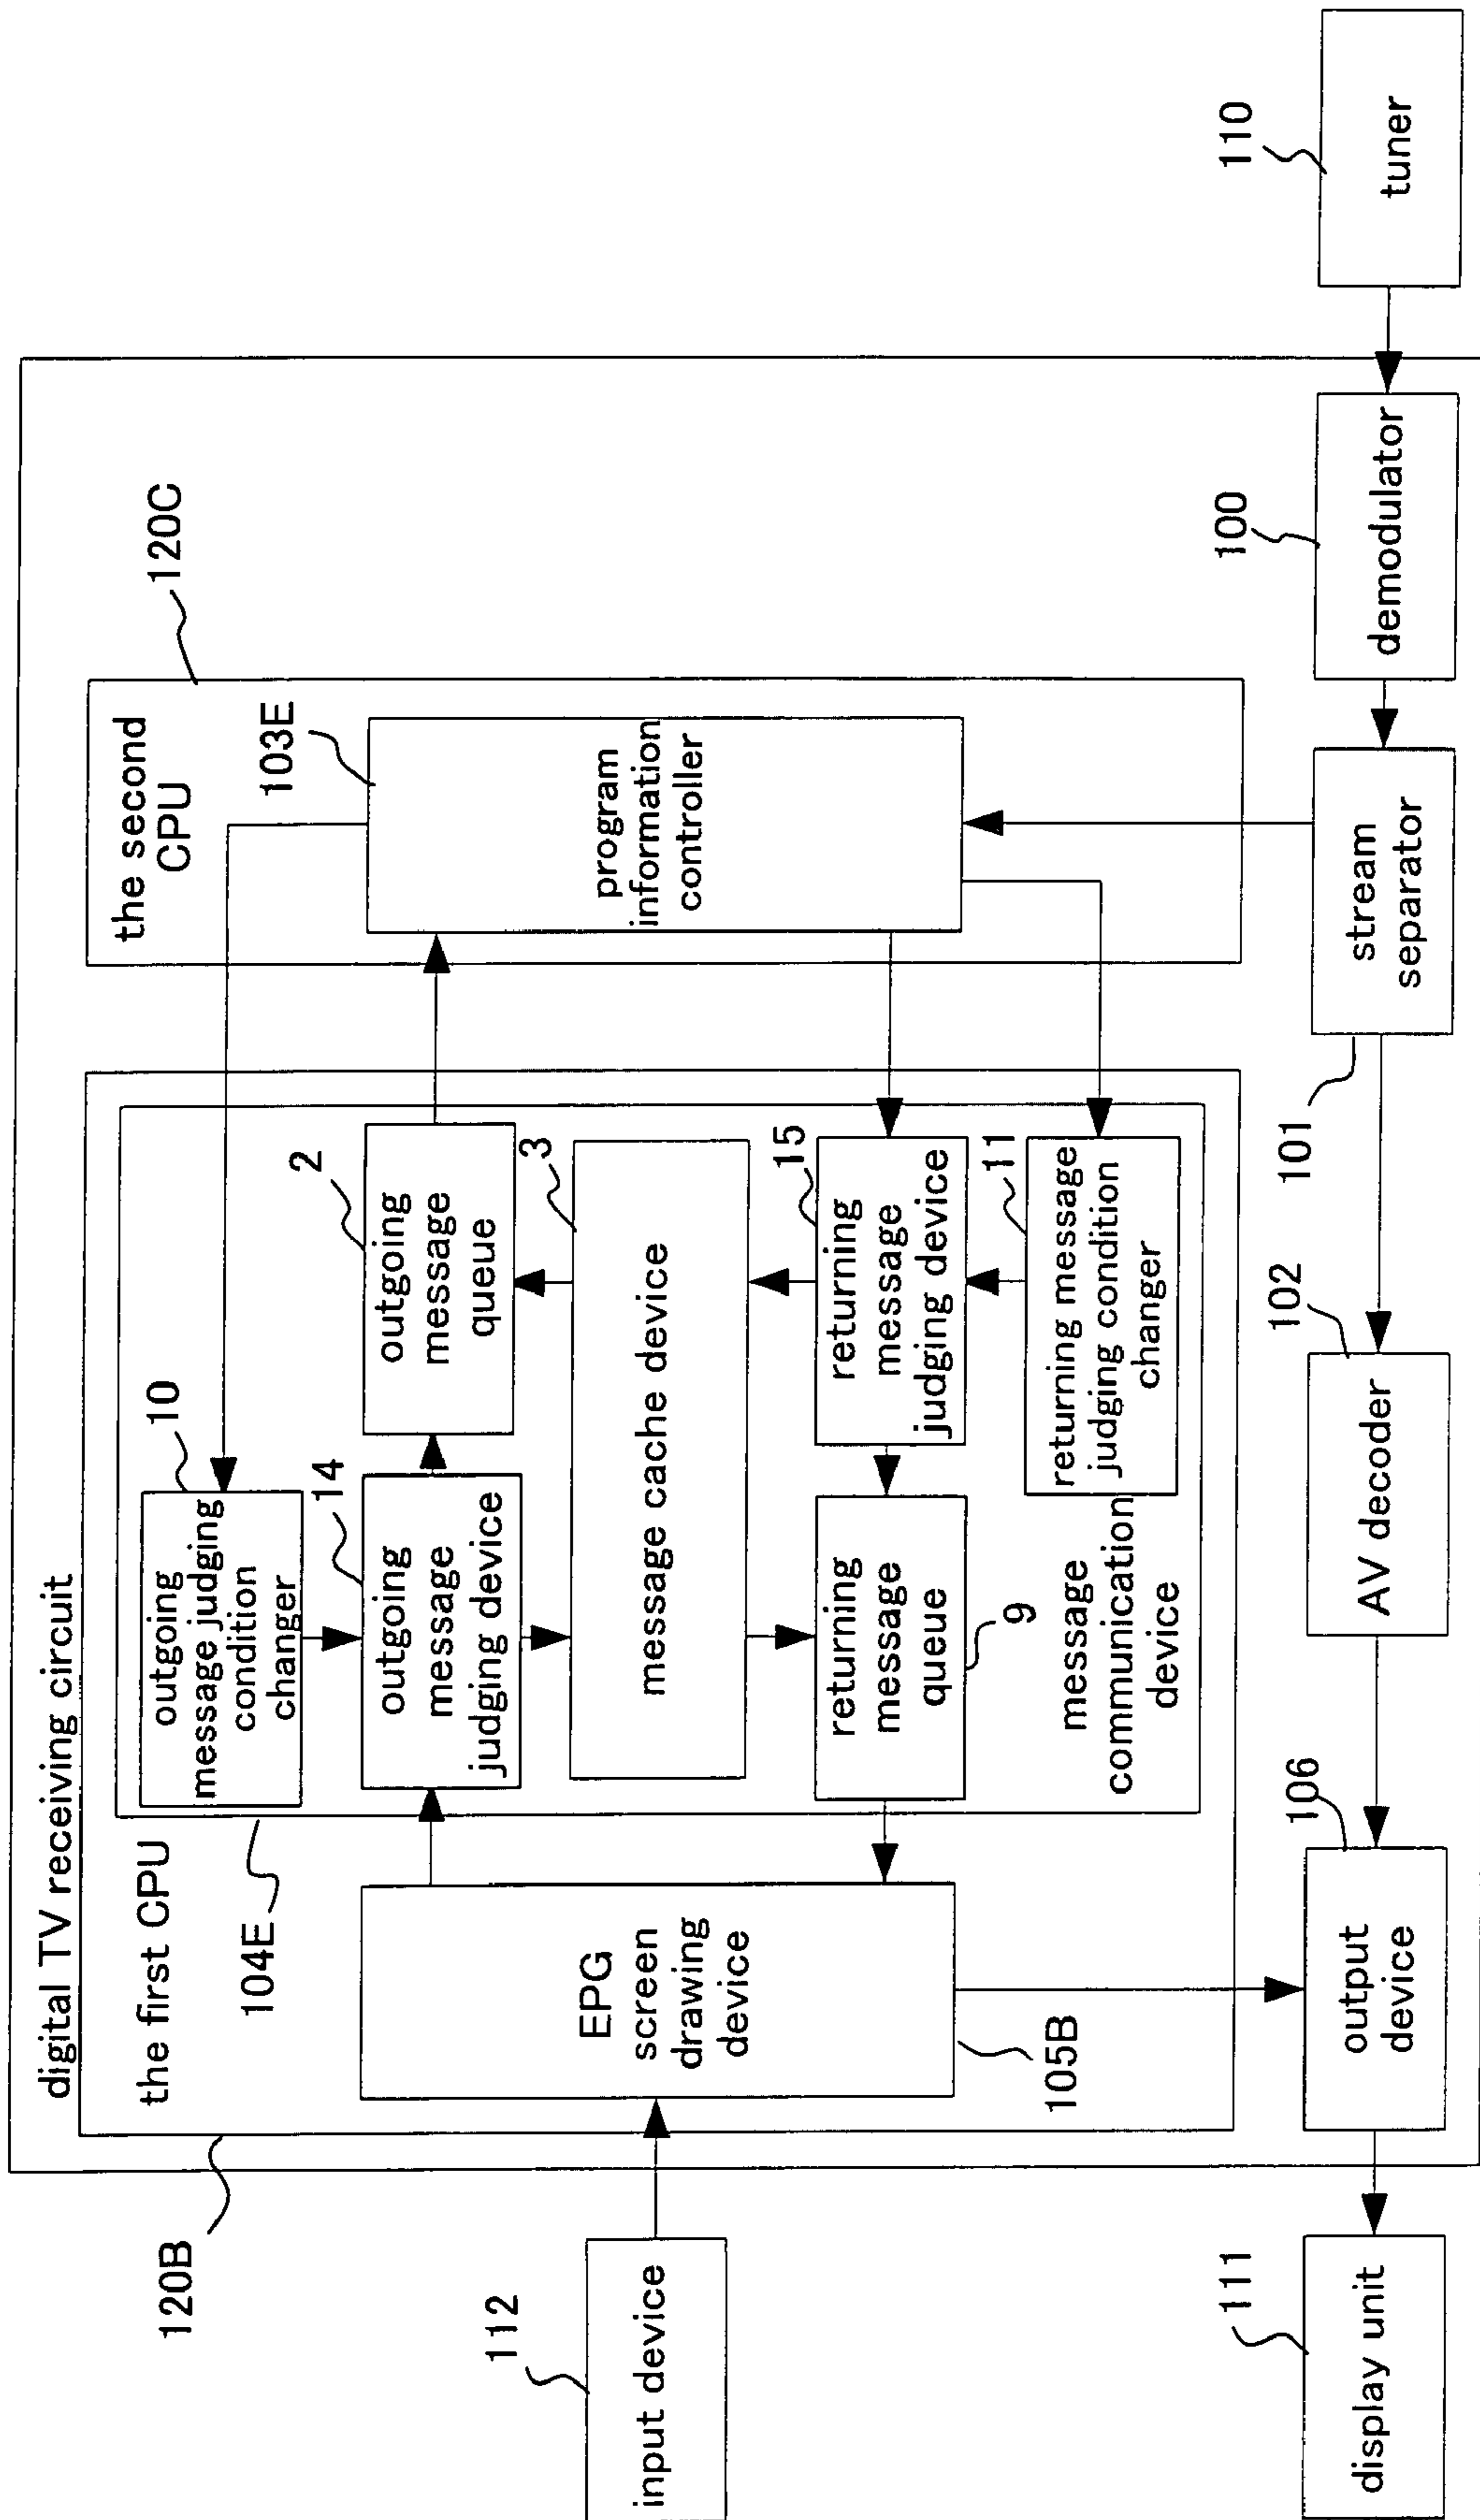 digital TV receiving circuit
120B
the first CPU
104E
10
outgoing
message judging
condition
changer
14
outgoing
message
judging device
2
outgoing
message
queue
3
message cache device
15
returning
message
judging device
11
returning message
judging condition
changer
returning
message
queue
9
message
communication
device
EPG
screen
drawing
device
105B
the second
CPU
120C
103E
program
information
controller
112
input device
111
display unit
106
output
device
102
AV decoder
101
stream
separator
100
demodulator
110
tuner